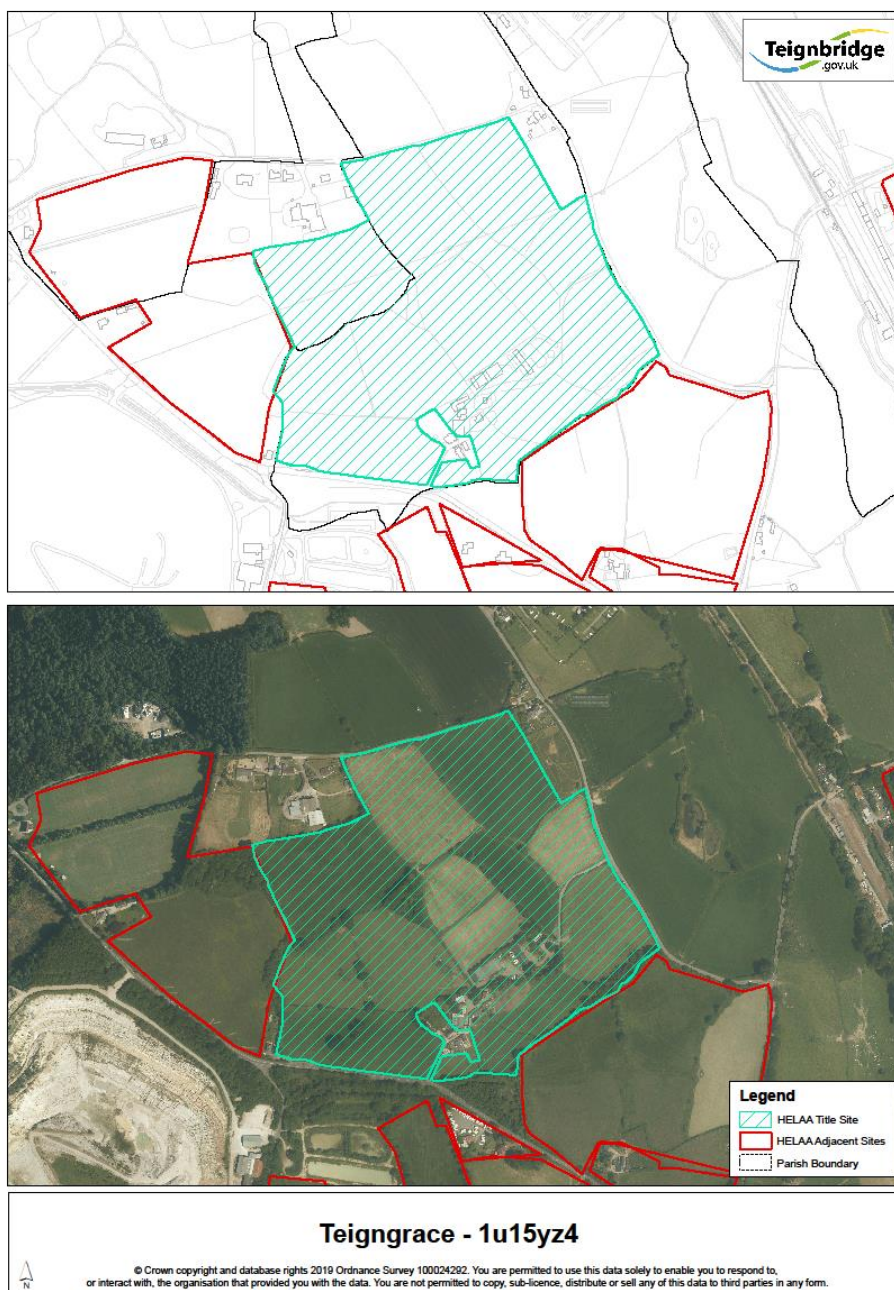 Teignbridge
.gov.uk
Legend
HELAA Title Site
HELAA Adjacent Sites
Parish Boundary
Teigngrace - 1u15yz4
N
© Crown copyright and database rights 2019 Ordnance Survey 100024292. You are permitted to use this data solely to enable you to respond to,
or interact with, the organisation that provided you with the data. You are not permitted to copy, sub-licence, distribute or sell any of this data to third parties in any form.